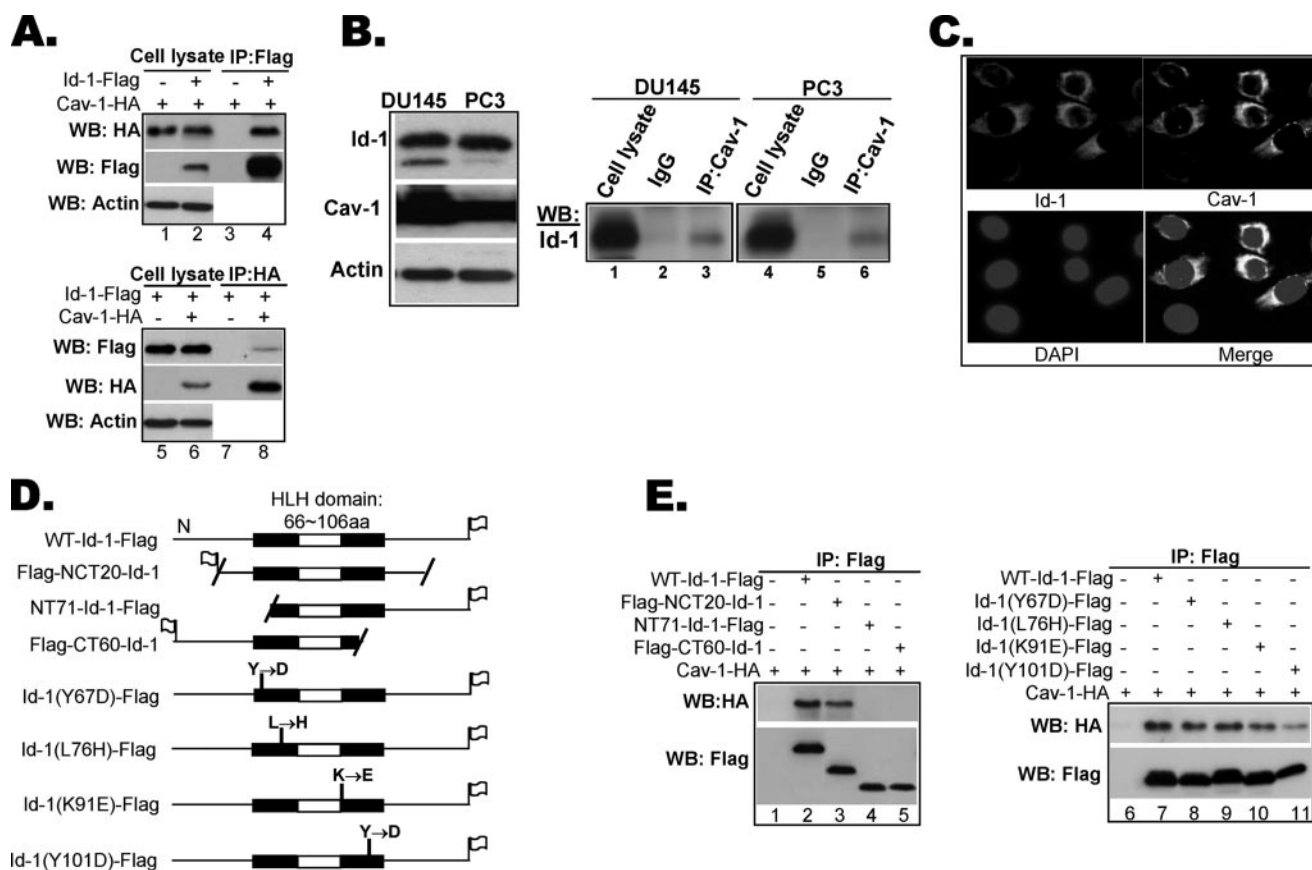 A.
Cell lysate IP:Flag
Id-1-Flag - + - +
Cav-1-HA + + + +
WB: HA
WB: Flag
WB: Actin
1 2 3 4
Cell lysate IP:HA
Id-1-Flag + + + +
Cav-1-HA - + - +
WB: Flag
WB: HA
WB: Actin
5 6 7 8
B.
DU145 PC3
Id-1
Cav-1
Actin
DU145 PC3
Cell lysate IgG IP:Cav-1 Cell lysate IgG IP:Cav-1
WB:
Id-1
1 2 3 4 5 6
C.
Id-1 Cav-1
DAPI Merge
D.
HLH domain:
66~106aa
N
WT-Id-1-Flag
Flag-NCT20-Id-1
NT71-Id-1-Flag
Flag-CT60-Id-1
Y→D
Id-1(Y67D)-Flag
L→H
Id-1(L76H)-Flag
K→E
Id-1(K91E)-Flag
Y→D
Id-1(Y101D)-Flag
E.
IP: Flag
WT-Id-1-Flag - + - - -
Flag-NCT20-Id-1 - - + - -
NT71-Id-1-Flag - - - + -
Flag-CT60-Id-1 - - - - +
Cav-1-HA + + + + +
WB:HA
WB: Flag
1 2 3 4 5
IP: Flag
WT-Id-1-Flag - + - - - -
Id-1(Y67D)-Flag - - + - - -
Id-1(L76H)-Flag - - - + - -
Id-1(K91E)-Flag - - - - + -
Id-1(Y101D)-Flag - - - - - +
Cav-1-HA + + + + + +
WB: HA
WB: Flag
6 7 8 9 10 11